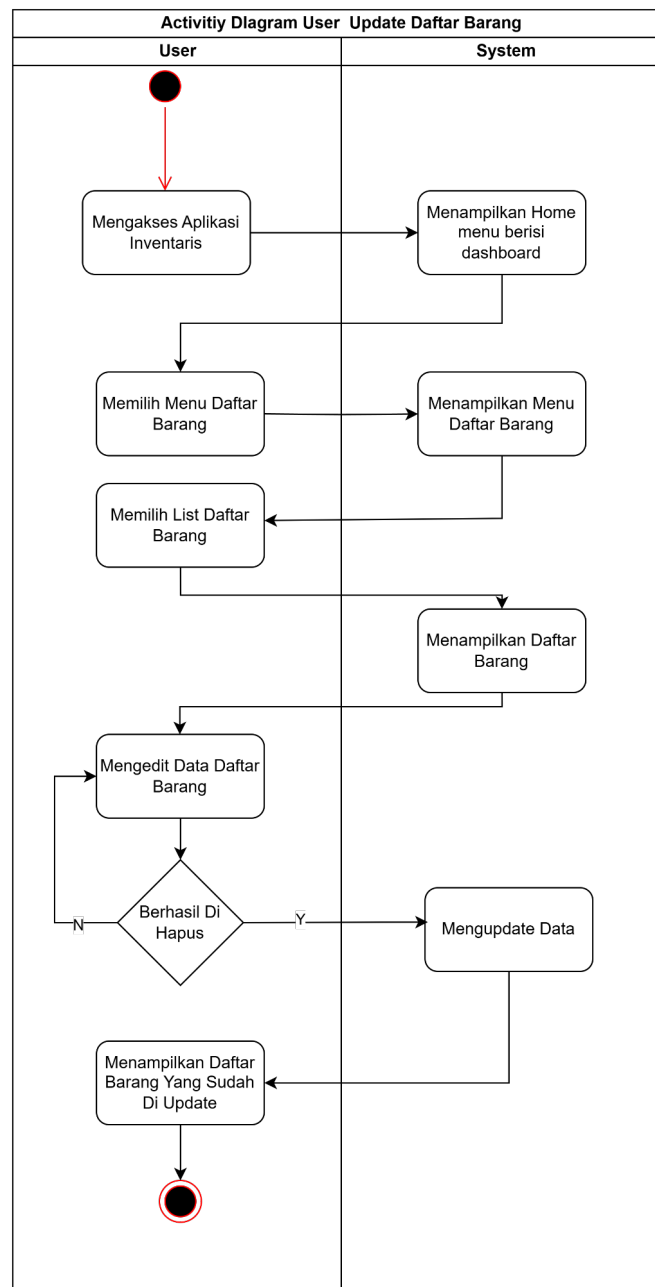 Activitiy DIagram User  Update Daftar Barang
User
System
Mengakses Aplikasi
Inventaris
Menampilkan Home
menu berisi
dashboard
Memilih Menu Daftar
Barang
Menampilkan Menu
Daftar Barang
Memilih List Daftar
Barang
Menampilkan Daftar
Barang
Mengedit Data Daftar
Barang
Berhasil Di
Hapus
N
Y
Mengupdate Data
Menampilkan Daftar
Barang Yang Sudah
Di Update